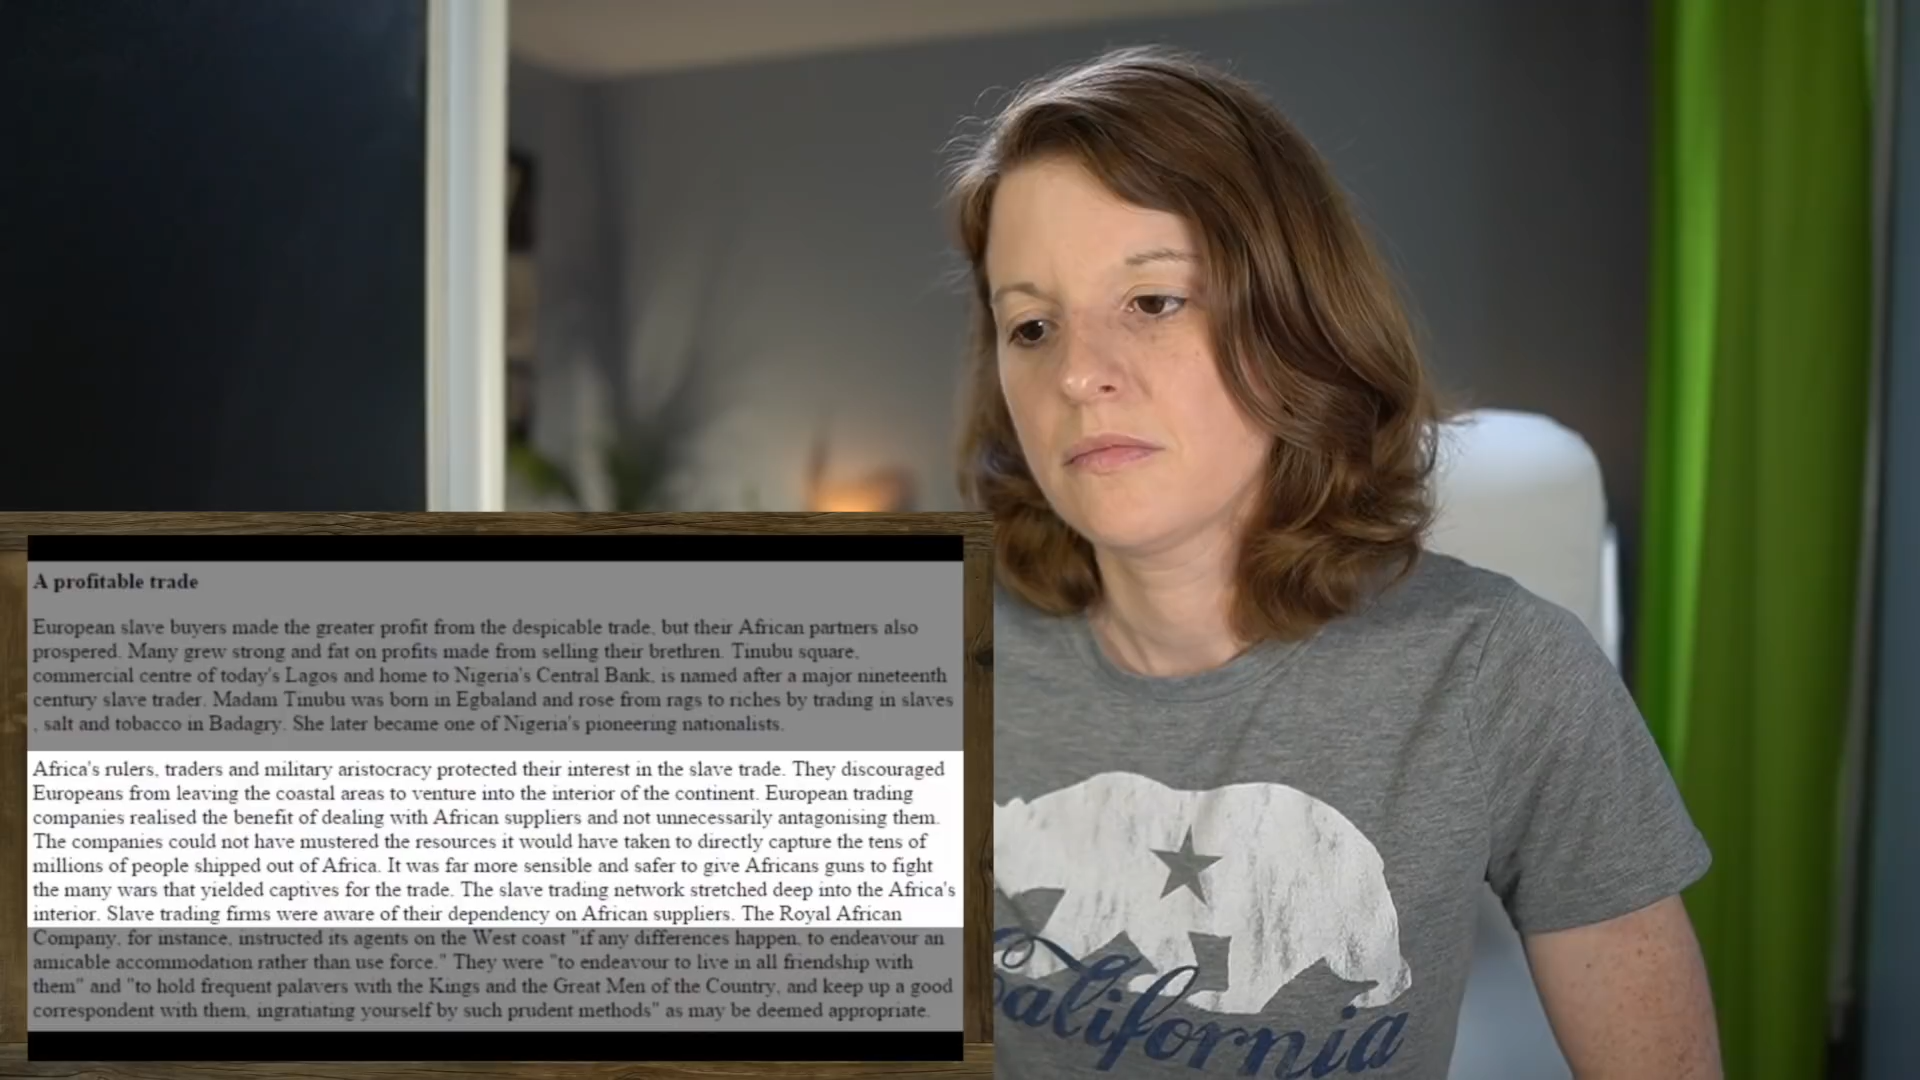 A profitable trade
European slave buyers made the greater profit from the despicable trade, but their African partners also
prospered. Many grew strong and fat on profits made from selling their brethren. Tinubu square,
commercial centre of today's Lagos and home to Nigeria's Central Bank, is named after a major nineteenth
century slave trader. Madam Tinubu was born in Egbaland and rose from rags to riches by trading in slaves
, salt and tobacco in Badagry. She later became one of Nigeria's pioneering nationalists.
Africa's rulers, traders and military aristocracy protected their interest in the slave trade. They discouraged
Europeans from leaving the coastal areas to venture into the interior of the continent. European trading
companies realised the benefit of dealing with African suppliers and not unnecessarily antagonising them.
The companies could not have mustered the resources it would have taken to directly capture the tens of
millions of people shipped out of Africa. It was far more sensible and safer to give Africans guns to fight
the many wars that yielded captives for the trade. The slave trading network stretched deep into the Africa's
interior. Slave trading firms were aware of their dependency on African suppliers. The Royal African
Company, for instance, instructed its agents on the West coast "if any differences happen, to endeavour an
amicable accommodation rather than use force." They were "to endeavour to live in all friendship with
them" and "to hold frequent palavers with the Kings and the Great Men of the Country, and keep up a good
correspondent with them, ingratiating yourself by such prudent methods" as may be deemed appropriate.
California